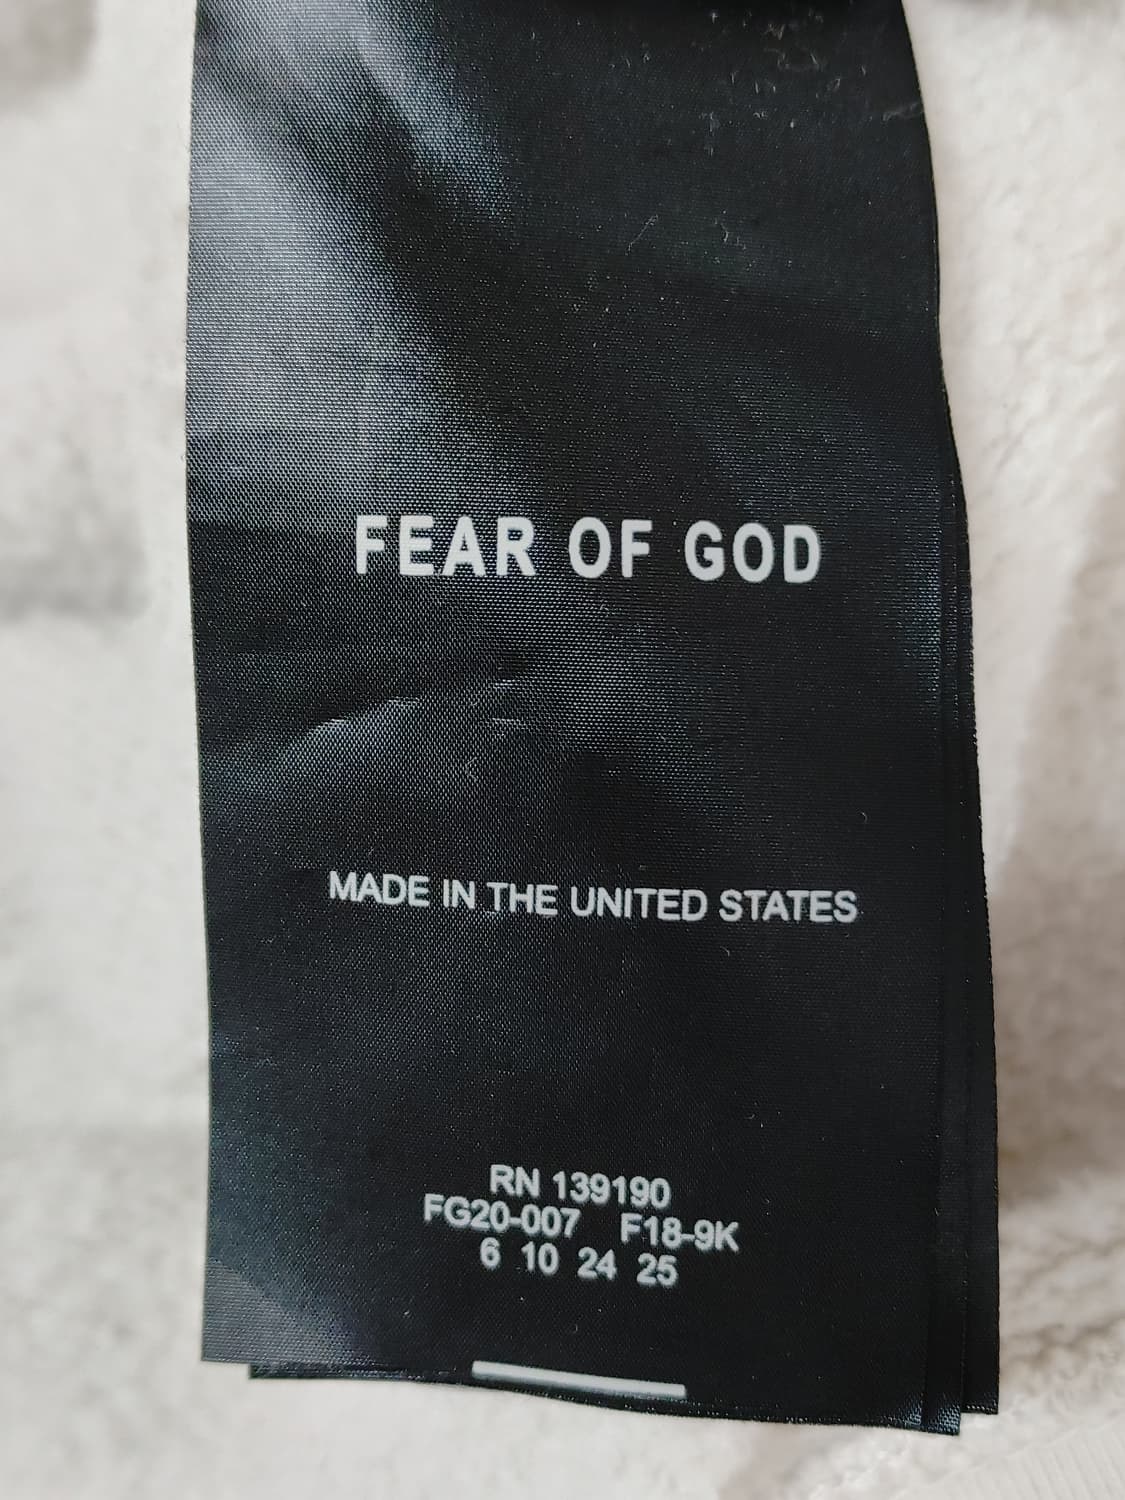 FEAR OF GOD
MADE IN THE UNITED STATES
RN 139190
FG20-007 F18-9K
6 10 24 25